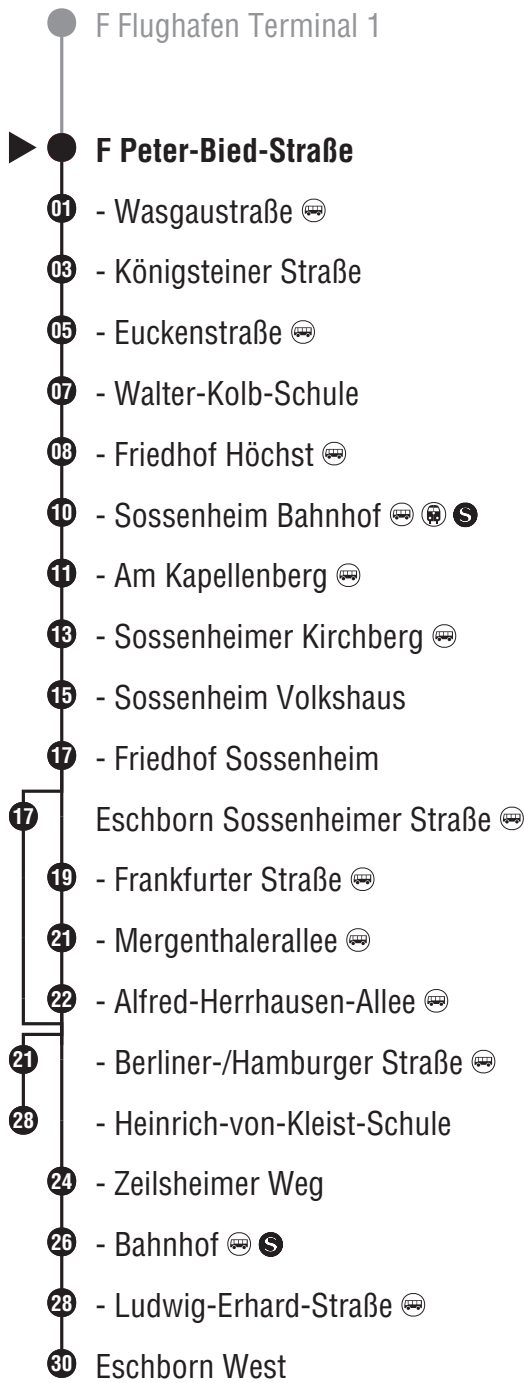 F Flughafen Terminal 1
F Peter-Bied-Straße
01 - Wasgaustraße
03 - Königsteiner Straße
05 - Euckenstraße
07 - Walter-Kolb-Schule
08 - Friedhof Höchst
10 - Sossenheim Bahnhof S
11 - Am Kapellenberg
13 - Sossenheimer Kirchberg
15 - Sossenheim Volkshaus
17 - Friedhof Sossenheim
17 Eschborn Sossenheimer Straße
19 - Frankfurter Straße
21 - Mergenthalerallee
22 - Alfred-Herrhausen-Allee
21 - Berliner-/Hamburger Straße
28 - Heinrich-von-Kleist-Schule
24 - Zeilsheimer Weg
26 - Bahnhof S
28 - Ludwig-Erhard-Straße
30 Eschborn West